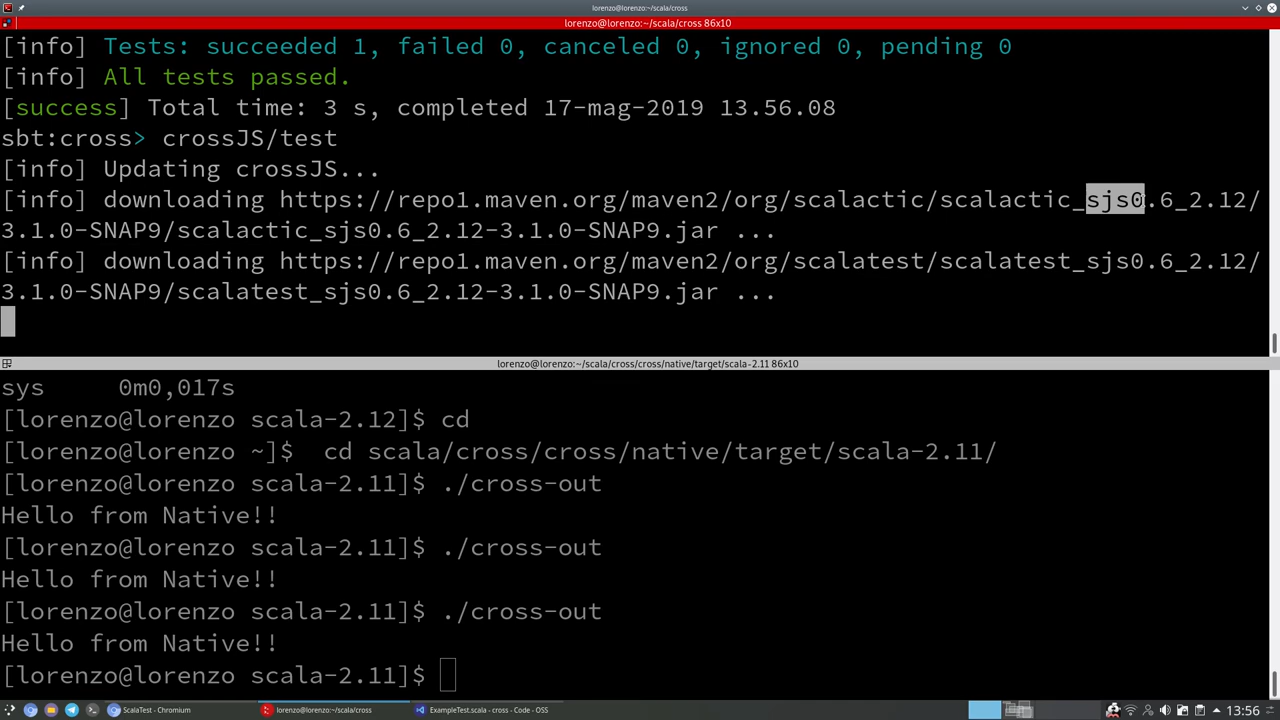 lorenzo@lorenzo:~/scala/cross
lorenzo@lorenzo:~/scala/cross 86x10
[info] Tests: succeeded 1, failed 0, canceled 0, ignored 0, pending 0
[info] All tests passed.
[success] Total time: 3 s, completed 17-mag-2019 13.56.08
sbt:cross> crossJS/test
[info] Updating crossJS...
[info] downloading https://repo1.maven.org/maven2/org/scalactic/scalactic_sjs0.6_2.12/
3.1.0-SNAP9/scalactic_sjs0.6_2.12-3.1.0-SNAP9.jar ...
[info] downloading https://repo1.maven.org/maven2/org/scalatest/scalatest_sjs0.6_2.12/
3.1.0-SNAP9/scalatest_sjs0.6_2.12-3.1.0-SNAP9.jar ...
lorenzo@lorenzo:~/scala/cross/cross/native/target/scala-2.11 86x10
sys 0m0,017s
[lorenzo@lorenzo scala-2.12]$ cd
[lorenzo@lorenzo ~]$ cd scala/cross/cross/native/target/scala-2.11/
[lorenzo@lorenzo scala-2.11]$ ./cross-out
Hello from Native!!
[lorenzo@lorenzo scala-2.11]$ ./cross-out
Hello from Native!!
[lorenzo@lorenzo scala-2.11]$ ./cross-out
Hello from Native!!
[lorenzo@lorenzo scala-2.11]$
ScalaTest - Chromium
lorenzo@lorenzo:~/scala/cross
ExampleTest.scala - cross - Code - OSS
13:56